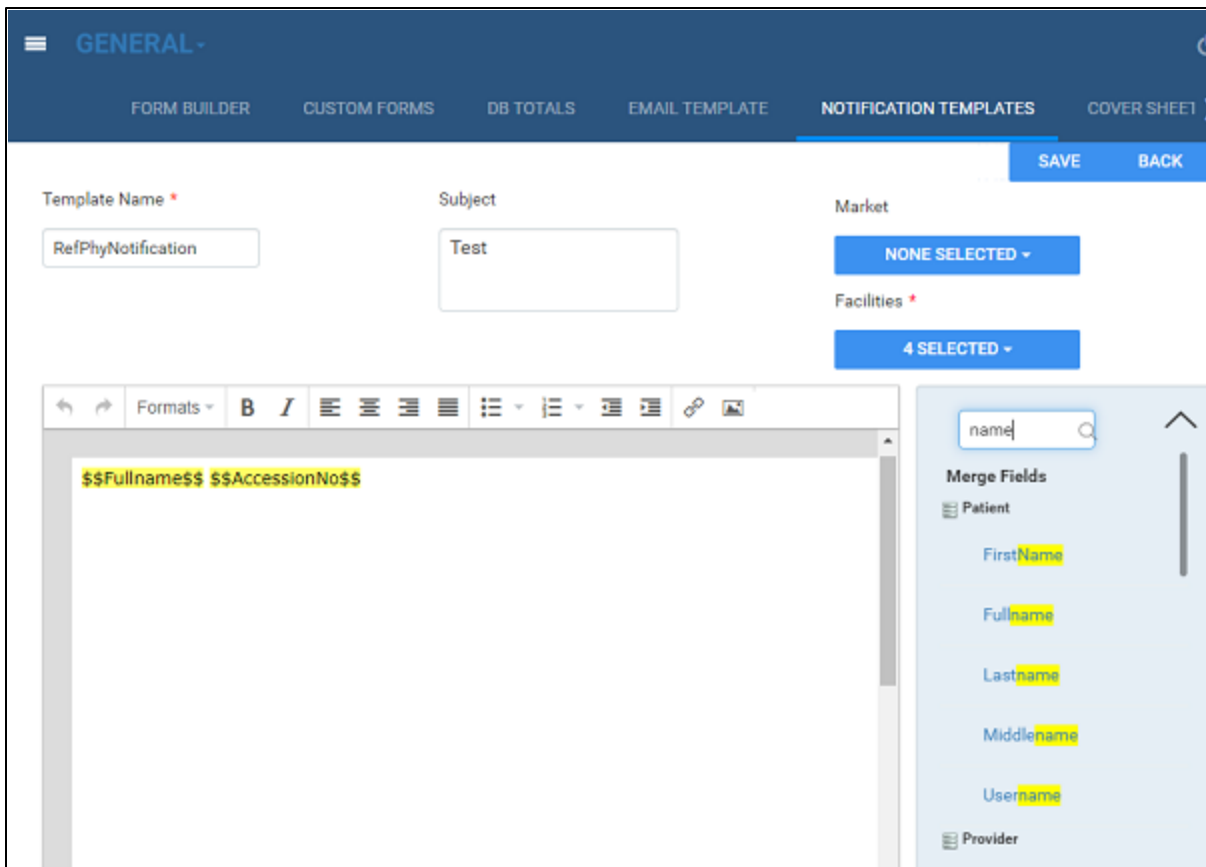 GENERAL
FORM BUILDER CUSTOM FORMS DB TOTALS EMAIL TEMPLATE NOTIFICATION TEMPLATES COVER SHEET
SAVE BACK
Template Name * Subject Market
RefPhyNotification Test NONE SELECTED
Facilities *
4 SELECTED
Formats B I
name
$$Fullname$$ $$AccessionNo$$
Merge Fields
Patient
FirstName
Fullname
Lastname
Middlename
Username
Provider